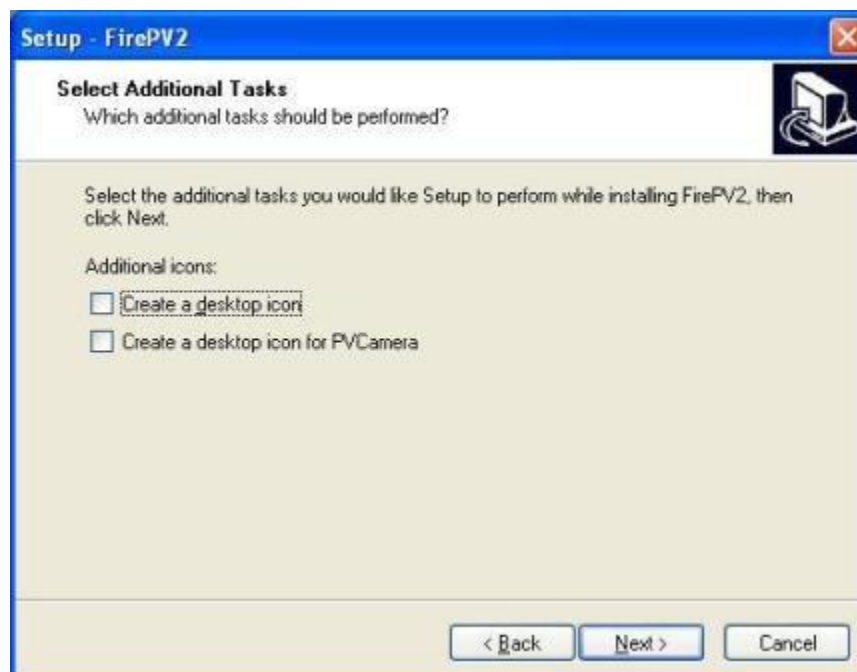 Setup - FirePV2
Select Additional Tasks
Which additional tasks should be performed?
Select the additional tasks you would like Setup to perform while installing FirePV2, then
click Next.
Additional icons:
Create a desktop icon
Create a desktop icon for PVCamera
< Back
Next >
Cancel